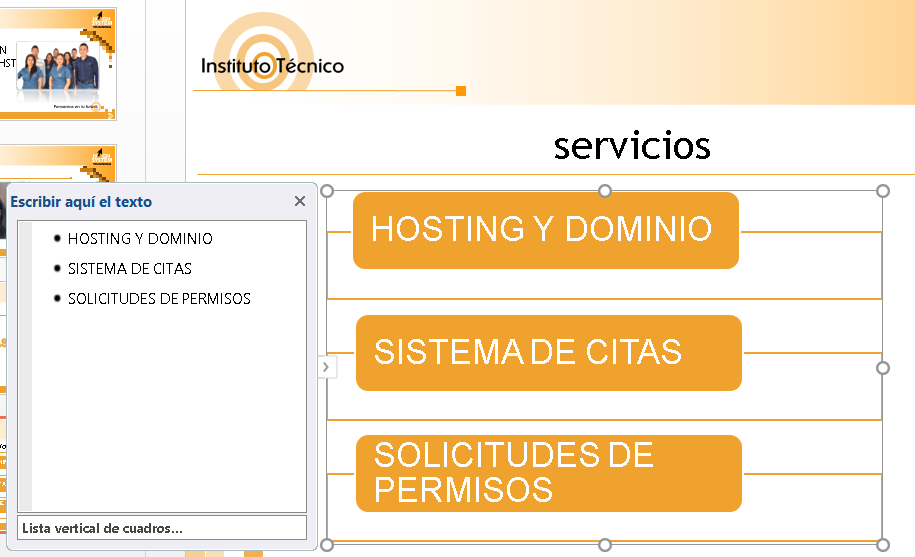 Instituto Técnico
servicios
Escribir aquí el texto
HOSTING Y DOMINIO
SISTEMA DE CITAS
SOLICITUDES DE PERMISOS
Lista vertical de cuadros...
HOSTING Y DOMINIO
SISTEMA DE CITAS
SOLICITUDES DE
PERMISOS